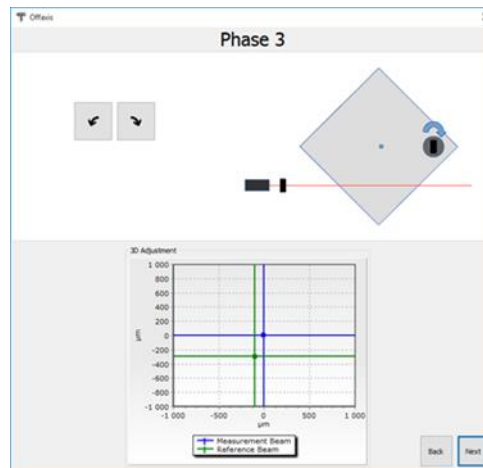 Offaxis
Phase 3
3D Adjustment
1 000
800
600
400
200
0
-200
-400
-600
-800
-1 000
µm
-1 000
-500
0
500
1 000
µm
Measurement Beam
Reference Beam
Back
Next